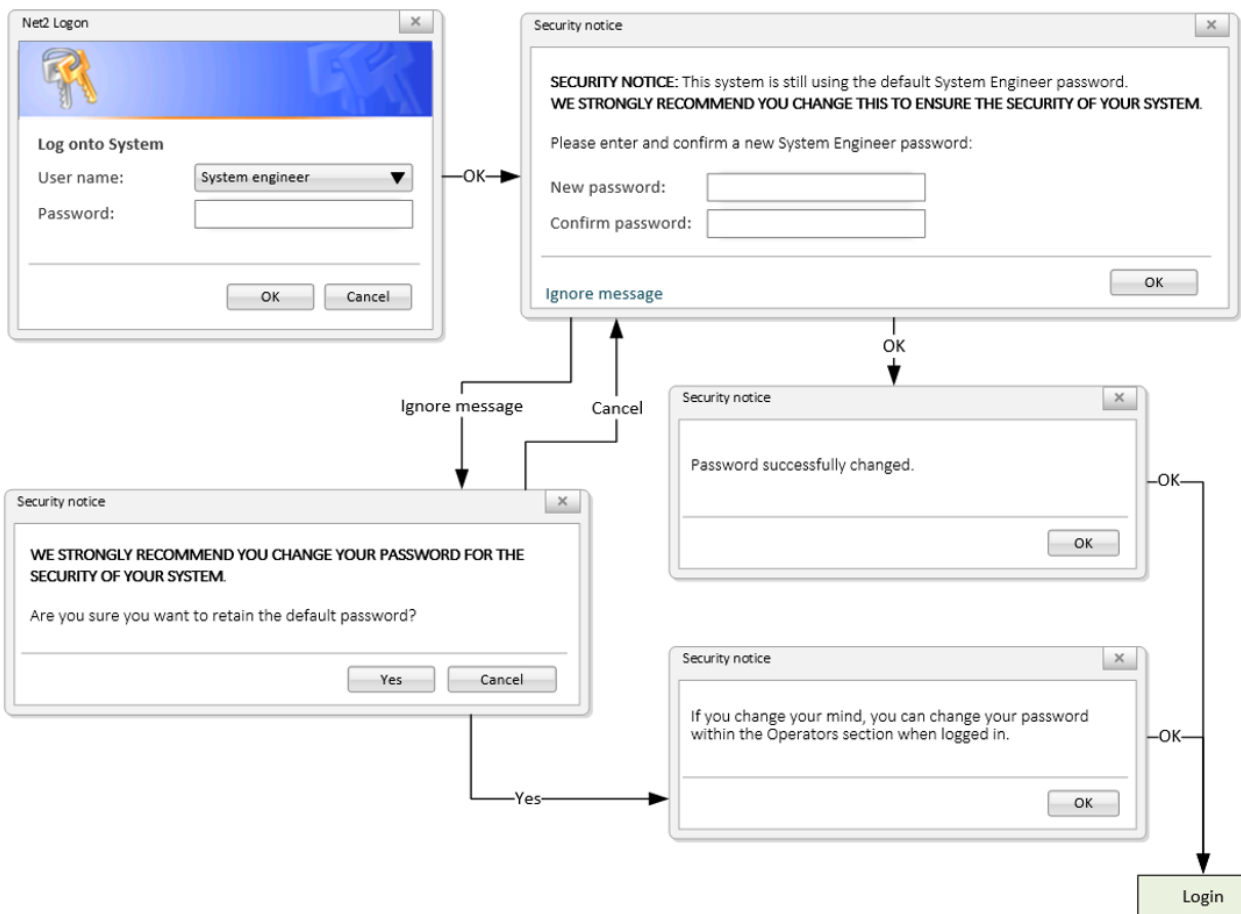 Net2 Logon
Log onto System
User name:
System engineer
Password:
OK
Cancel
OK
Security notice
SECURITY NOTICE: This system is still using the default System Engineer password.
WE STRONGLY RECOMMEND YOU CHANGE THIS TO ENSURE THE SECURITY OF YOUR SYSTEM.
Please enter and confirm a new System Engineer password:
New password:
Confirm password:
OK
Ignore message
Ignore message
Cancel
OK
Security notice
Password successfully changed.
OK
OK
Security notice
WE STRONGLY RECOMMEND YOU CHANGE YOUR PASSWORD FOR THE
SECURITY OF YOUR SYSTEM.
Are you sure you want to retain the default password?
Yes
Cancel
Yes
Security notice
If you change your mind, you can change your password
within the Operators section when logged in.
OK
OK
Login